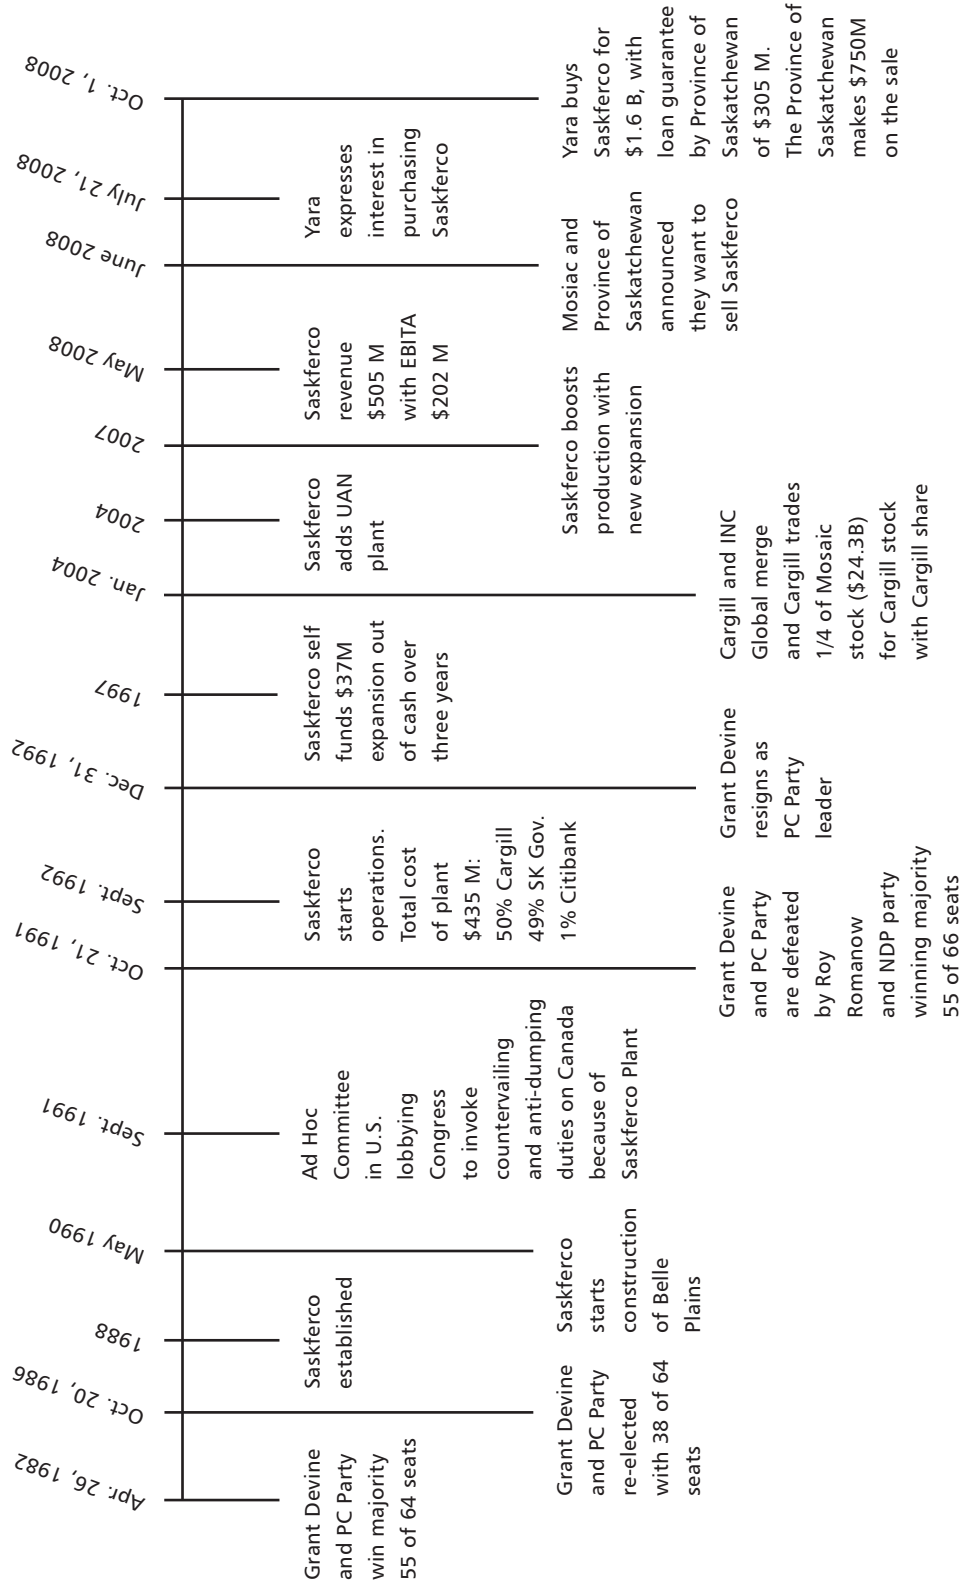 Apr. 26, 1982
Grant Devine
and PC Party
win majority
55 of 64 seats
Oct. 20, 1986
Grant Devine
and PC Party
re-elected
with 38 of 64
seats
1988
Saskferco
established
May 1990
Saskferco
starts
construction
of Belle
Plains
Sept. 1991
Ad Hoc
Committee
in U.S.
lobbying
Congress
to invoke
countervailing
and anti-dumping
duties on Canada
because of
Saskferco Plant
Oct. 21, 1991
Grant Devine
and PC Party
are defeated
by Roy
Romanow
and NDP party
winning majority
55 of 66 seats
Sept. 1992
Saskferco
starts
operations.
Total cost
of plant
$435 M:
50% Cargill
49% SK Gov.
1% Citibank
Dec. 31, 1992
Grant Devine
resigns as
PC Party
leader
1997
Saskferco self
funds $37M
expansion out
of cash over
three years
Jan. 2004
Cargill and INC
Global merge
and Cargill trades
1/4 of Mosaic
stock ($24.3B)
for Cargill stock
with Cargill share
2004
Saskferco
adds UAN
plant
2007
Saskferco boosts
production with
new expansion
May 2008
Saskferco
revenue
$505 M
with EBITA
$202 M
June 2008
Mosiac and
Province of
Saskatchewan
announced
they want to
sell Saskferco
July 21, 2008
Yara
expresses
interest in
purchasing
Saskferco
Oct. 1, 2008
Yara buys
Saskferco for
$1.6 B, with
loan guarantee
by Province of
Saskatchewan
of $305 M.
The Province of
Saskatchewan
makes $750M
on the sale